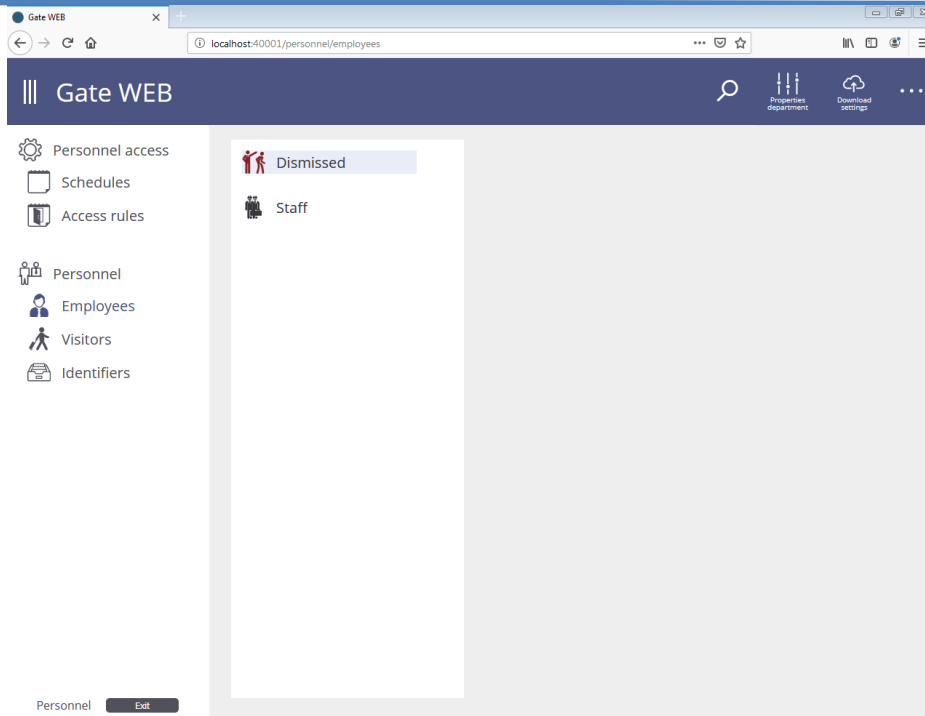 Gate WEB
localhost:40001/personnel/employees
Gate WEB
Properties
department
Download
settings
Personnel access
Schedules
Access rules
Personnel
Employees
Visitors
Identifiers
Dismissed
Staff
Personnel
Exit